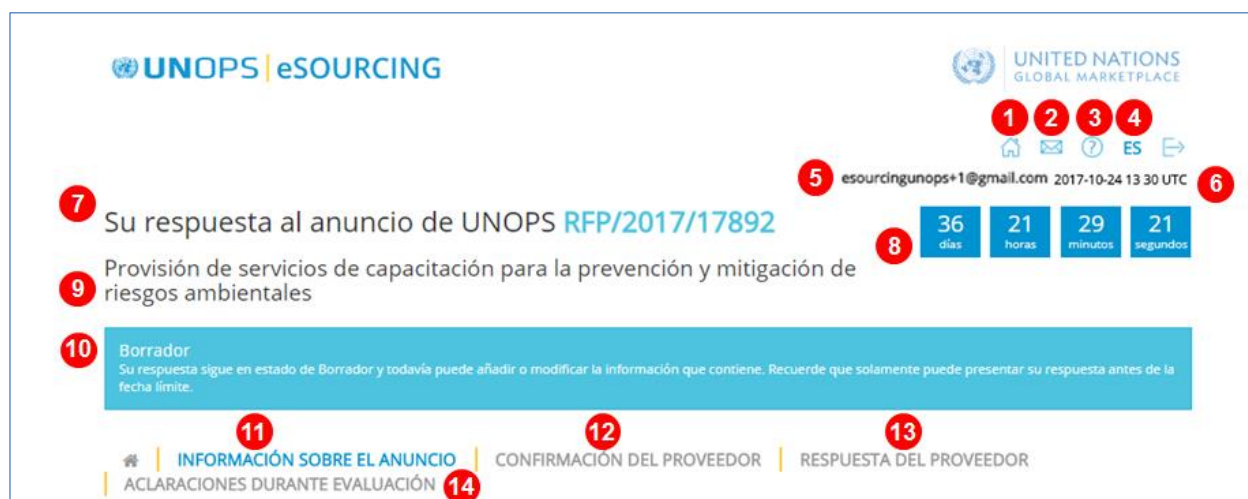 UNOPS eSOURCING
UNITED NATIONS
GLOBAL MARKETPLACE
1 2 3 4
? ES
5 esourcingunops+1@gmail.com 2017-10-24 13 30 UTC 6
7 Su respuesta al anuncio de UNOPS RFP/2017/17892
8 36 21 29 21
días horas minutos segundos
9 Provisión de servicios de capacitación para la prevención y mitigación de
riesgos ambientales
10 Borrador
Su respuesta sigue en estado de Borrador y todavía puede añadir o modificar la información que contiene. Recuerde que solamente puede presentar su respuesta antes de la
fecha límite.
11 12 13
INFORMACIÓN SOBRE EL ANUNCIO CONFIRMACIÓN DEL PROVEEDOR RESPUESTA DEL PROVEEDOR
ACLARACIONES DURANTE EVALUACIÓN 14